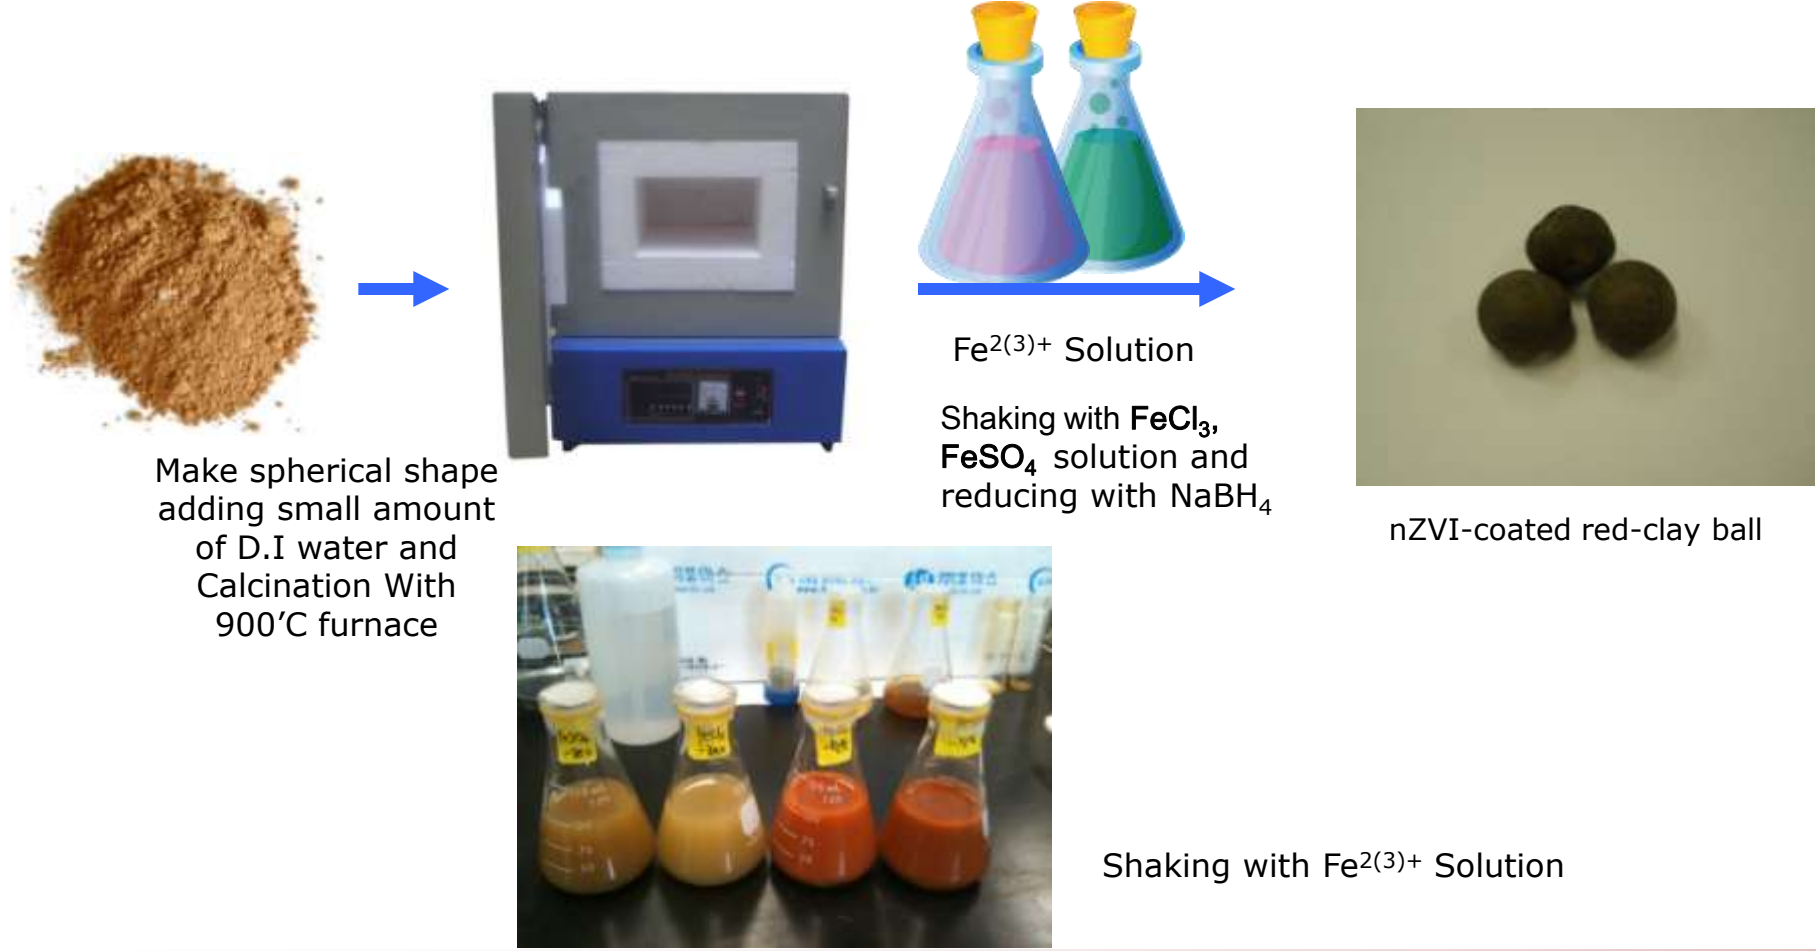 Fe²⁽³⁾⁺ Solution
Shaking with FeCl₃,
FeSO₄ solution and
reducing with NaBH₄
Make spherical shape
adding small amount
of D.I water and
Calcination With
900′C furnace
nZVI-coated red-clay ball
Shaking with Fe²⁽³⁾⁺ Solution